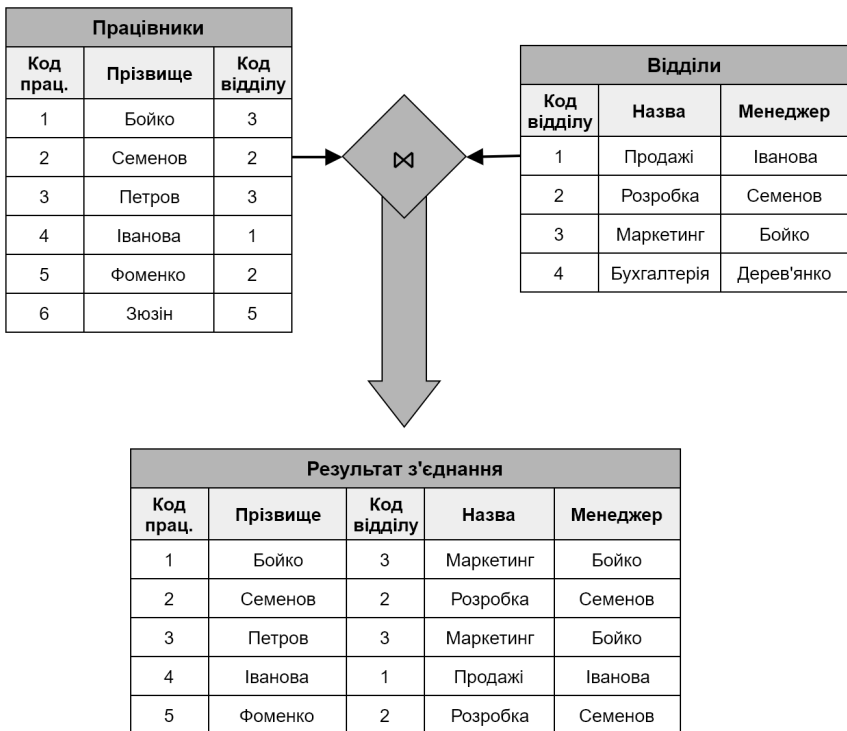 Працівники
Код прац. Прізвище Код відділу
1 Бойко 3
2 Семенов 2
3 Петров 3
4 Іванова 1
5 Фоменко 2
6 Зюзін 5
⋈
Відділи
Код відділу Назва Менеджер
1 Продажі Іванова
2 Розробка Семенов
3 Маркетинг Бойко
4 Бухгалтерія Дерев'янко
Результат з'єднання
Код прац. Прізвище Код відділу Назва Менеджер
1 Бойко 3 Маркетинг Бойко
2 Семенов 2 Розробка Семенов
3 Петров 3 Маркетинг Бойко
4 Іванова 1 Продажі Іванова
5 Фоменко 2 Розробка Семенов